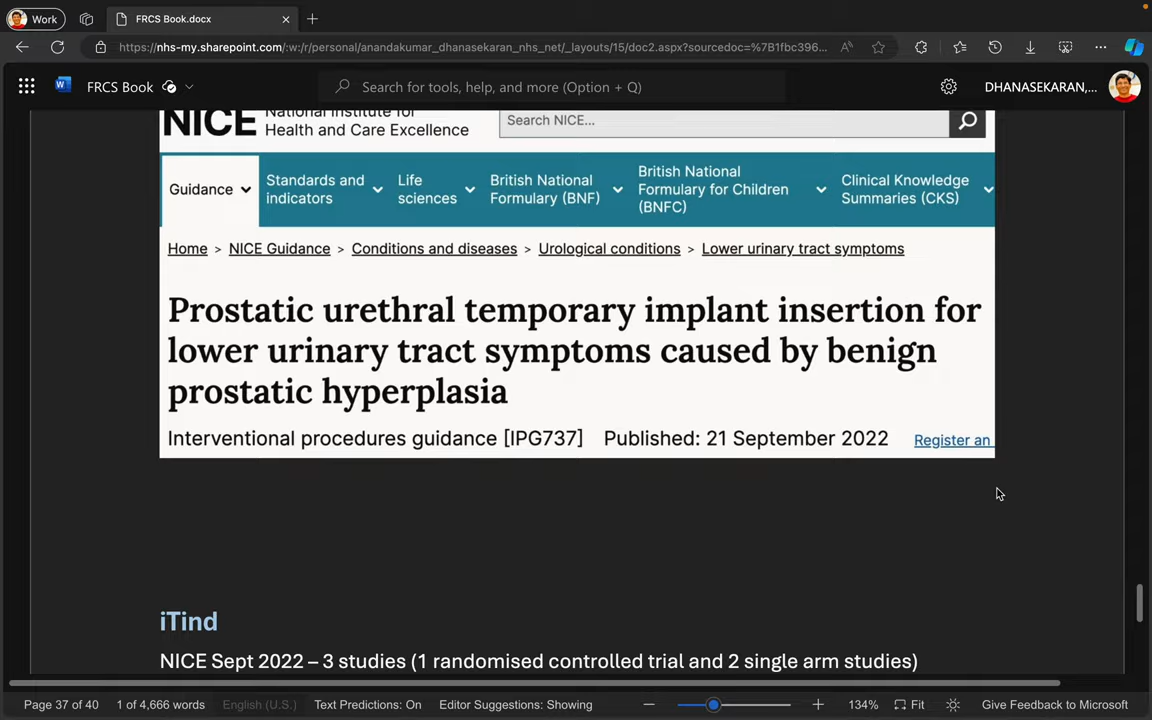 Work
FRCS Book.docx
https://nhs-my.sharepoint.com/:w:/r/personal/anandakumar_dhanasekaran_nhs_net/_layouts/15/doc2.aspx?sourcedoc=%7B1fbc396...
FRCS Book
Search for tools, help, and more (Option + Q)
DHANASEKARAN,...
NICE National Institute for
Health and Care Excellence
Search NICE...
Guidance
Standards and indicators
Life sciences
British National Formulary (BNF)
British National Formulary for Children (BNFC)
Clinical Knowledge Summaries (CKS)
Home > NICE Guidance > Conditions and diseases > Urological conditions > Lower urinary tract symptoms
Prostatic urethral temporary implant insertion for
lower urinary tract symptoms caused by benign
prostatic hyperplasia
Interventional procedures guidance [IPG737] Published: 21 September 2022 Register an
iTind
NICE Sept 2022 – 3 studies (1 randomised controlled trial and 2 single arm studies)
Page 37 of 40 1 of 4,666 words English (U.S.) Text Predictions: On Editor Suggestions: Showing 134% Fit Give Feedback to Microsoft